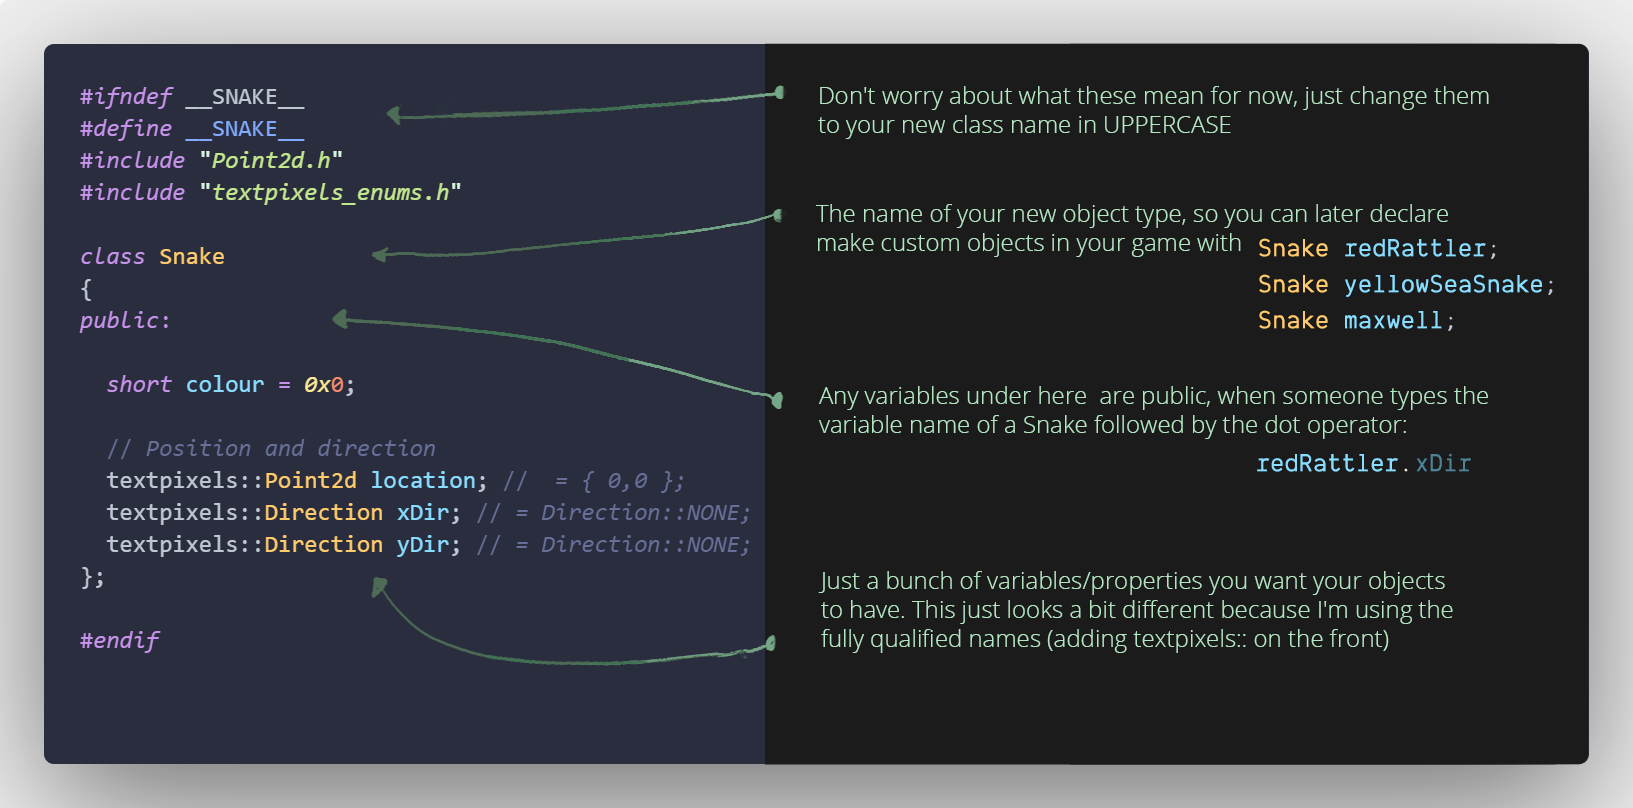 #ifndef __SNAKE__
#define __SNAKE__
#include "Point2d.h"
#include "textpixels_enums.h"
class Snake
{
public:
short colour = 0x0;
// Position and direction
textpixels::Point2d location; //  = { 0,0 };
textpixels::Direction xDir; // = Direction::NONE;
textpixels::Direction yDir; // = Direction::NONE;
};
#endif
Don't worry about what these mean for now, just change them
to your new class name in UPPERCASE
The name of your new object type, so you can later declare
make custom objects in your game with
Snake redRattler;
Snake yellowSeaSnake;
Snake maxwell;
Any variables under here  are public, when someone types the
variable name of a Snake followed by the dot operator:
redRattler.xDir
Just a bunch of variables/properties you want your objects
to have. This just looks a bit different because I'm using the
fully qualified names (adding textpixels:: on the front)